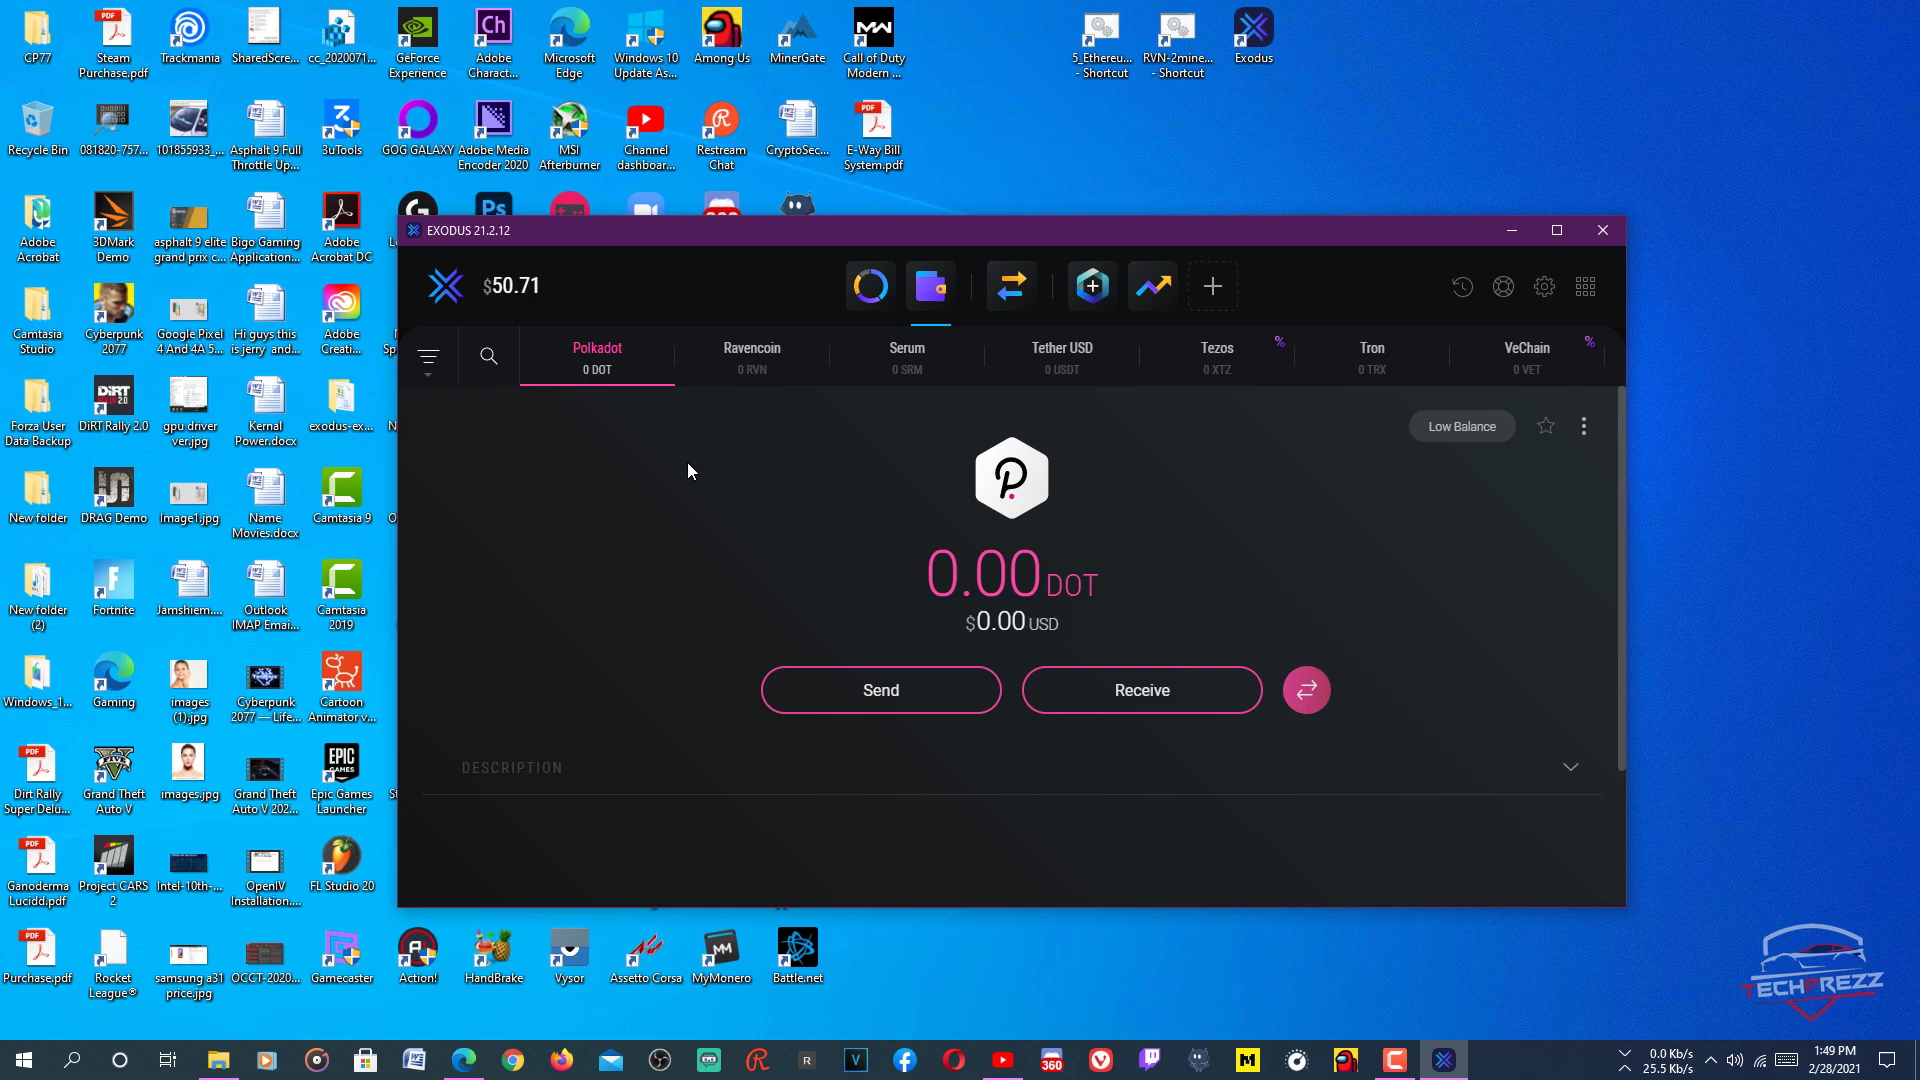 CP77
Steam Purchase.pdf
Trackmania
SharedScre...
cc_2020071...
GeForce Experience
Adobe Charact...
Microsoft Edge
Windows 10 Update As...
Among Us
MinerGate
Call of Duty Modern ...
5_Ethereu... - Shortcut
RVN-2mine... - Shortcut
Exodus
Recycle Bin
081820-757...
101855933_...
Asphalt 9 Full Throttle Up...
3uTools
GOG GALAXY
Adobe Media Encoder 2020
MSI Afterburner
Channel dashboar...
Restream Chat
CryptoSec...
E-Way Bill System.pdf
Adobe Acrobat
3DMark Demo
asphalt 9 elite grand prix c...
Bigo Gaming Application...
Adobe Acrobat DC
EXODUS 21.2.12
$50.71
Polkadot
0 DOT
Ravencoin
0 RVN
Serum
0 SRM
Tether USD
0 USDT
Tezos
0 XTZ
%
Tron
0 TRX
VeChain
0 VET
%
Low Balance
0.00 DOT
$0.00 USD
Send
Receive
DESCRIPTION
Camtasia Studio
Cyberpunk 2077
Google Pixel 4 And 4A 5...
Hi guys this is jerry and...
Adobe Creati...
Forza User Data Backup
DiRT Rally 2.0
gpu driver ver.jpg
Kernal Power.docx
exodus-ex...
New folder
DRAG Demo
Image1.jpg
Name Movies.docx
Camtasia 9
New folder (2)
Fortnite
Jamshiem....
Outlook IMAP Emai...
Camtasia 2019
Windows_1...
Gaming
images (1).jpg
Cyberpunk 2077 — Life...
Cartoon Animator v...
Dirt Rally Super Delu...
Grand Theft Auto V
images.jpg
Grand Theft Auto V 202...
Epic Games Launcher
Ganoderma Lucidd.pdf
Project CARS 2
Intel-10th-...
OpenIV Installation....
FL Studio 20
Purchase.pdf
Rocket League®
samsung a31 price.jpg
OCCT-2020...
Gamecaster
Action!
HandBrake
Vysor
Assetto Corsa
MyMonero
Battle.net
TECHPREZZ
0.0 Kb/s
25.5 Kb/s
1:49 PM
2/28/2021